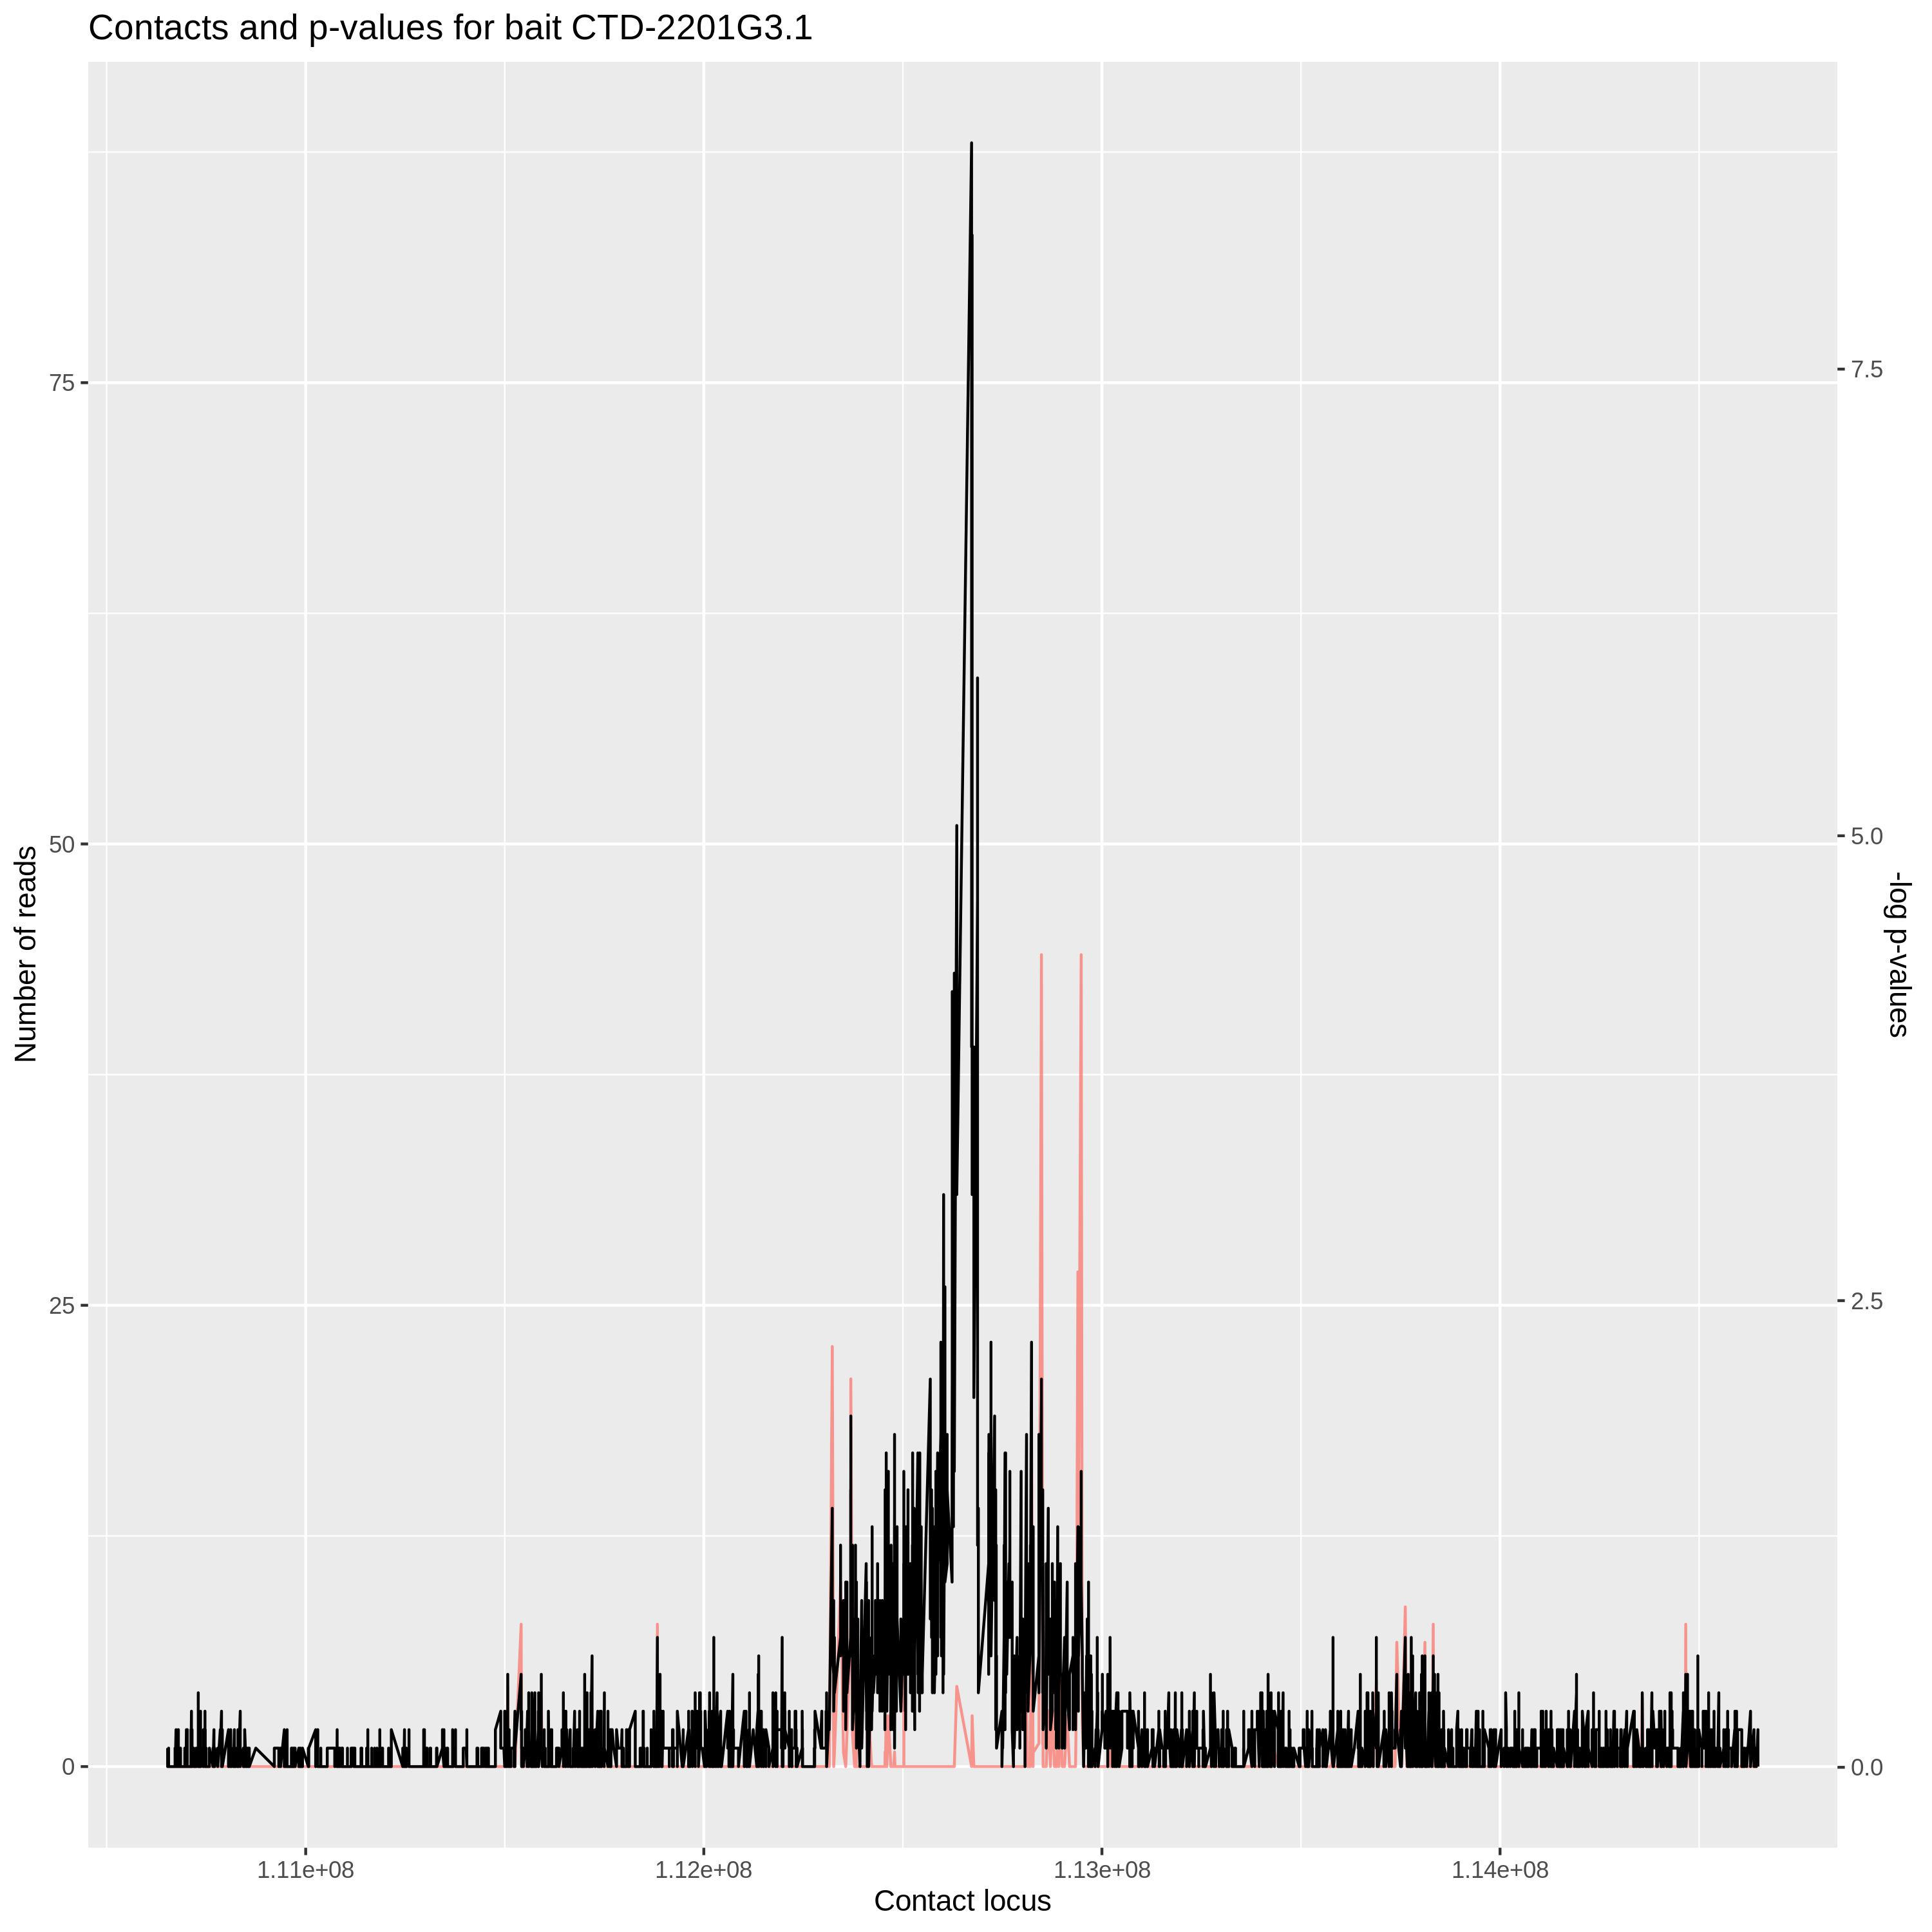 Contacts and p-values for bait CTD-2201G3.1
Number of reads
75
50
25
0
7.5
5.0
2.5
0.0
-log p-values
1.11e+08
1.12e+08
1.13e+08
1.14e+08
Contact locus